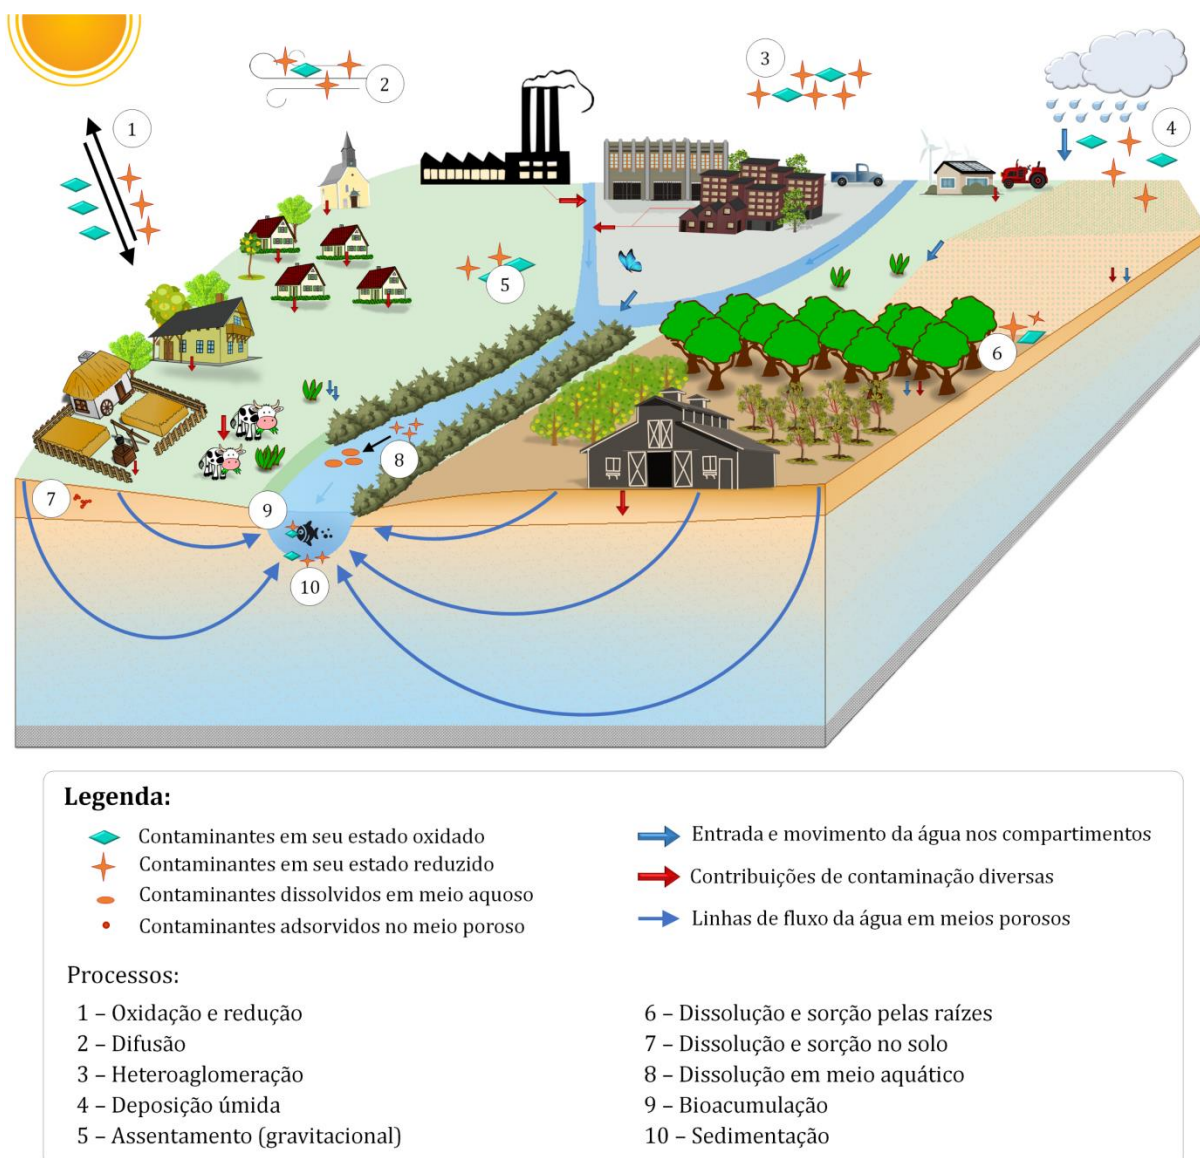 1
2
3
4
5
6
7
8
9
10
Legenda:
Contaminantes em seu estado oxidado
Contaminantes em seu estado reduzido
Contaminantes dissolvidos em meio aquoso
Contaminantes adsorvidos no meio poroso
Entrada e movimento da água nos compartimentos
Contribuições de contaminação diversas
Linhas de fluxo da água em meios porosos
Processos:
1 – Oxidação e redução
2 – Difusão
3 – Heteroaglomeração
4 – Deposição úmida
5 – Assentamento (gravitacional)
6 – Dissolução e sorção pelas raízes
7 – Dissolução e sorção no solo
8 – Dissolução em meio aquático
9 – Bioacumulação
10 – Sedimentação